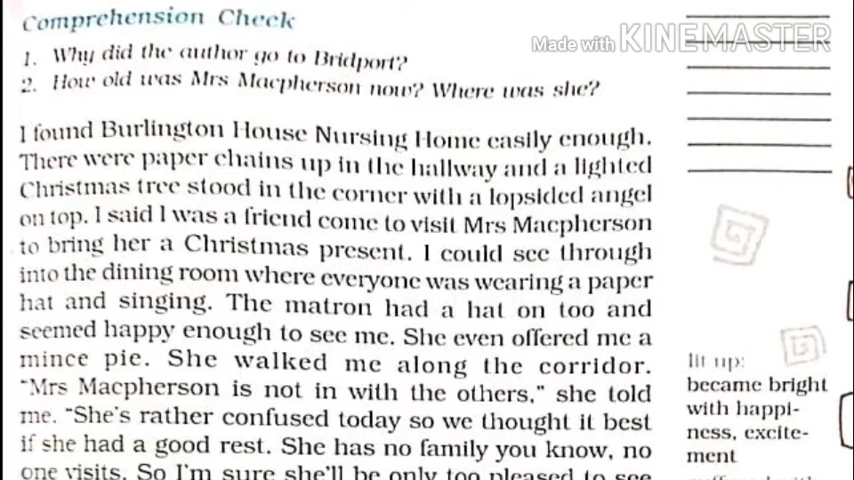 Comprehension Check
Made with KINEMASTER
1. Why did the author go to Bridport?
2. How old was Mrs Macpherson now? Where was she?
I found Burlington House Nursing Home easily enough.
There were paper chains up in the hallway and a lighted
Christmas tree stood in the corner with a lopsided angel
on top. I said I was a friend come to visit Mrs Macpherson
to bring her a Christmas present. I could see through
into the dining room where everyone was wearing a paper
hat and singing. The matron had a hat on too and
seemed happy enough to see me. She even offered me a
mince pie. She walked me along the corridor.
"Mrs Macpherson is not in with the others," she told
me. "She's rather confused today so we thought it best
if she had a good rest. She has no family you know, no
one visits. So I'm sure she'll be only too pleased to see
lit up:
became bright
with happi-
ness, excite-
ment